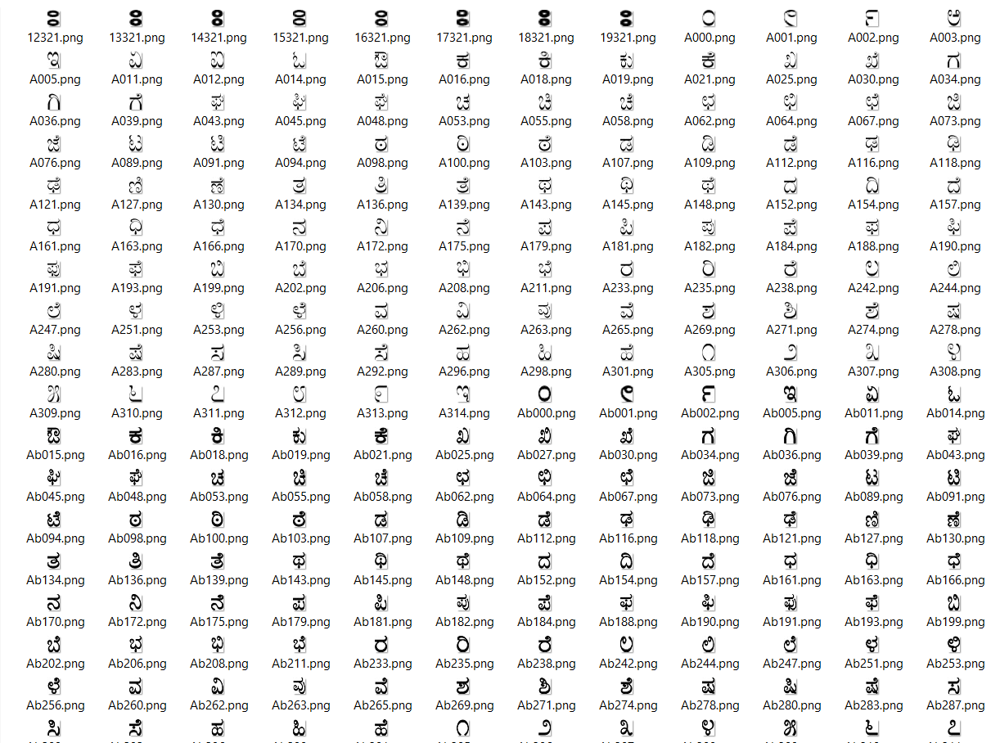 ೦
12321.png 13321.png 14321.png 15321.png 16321.png 17321.png 18321.png 19321.png A000.png A001.png A002.png A003.png
ಇ ಏ ಐ ಓ ಔ ಕ ಕಿ ಕು ಕೆ ಖ ಖೆ ಗ
A005.png A011.png A012.png A014.png A015.png A016.png A018.png A019.png A021.png A025.png A030.png A034.png
ಗಿ ಗೆ ಘ ಘಿ ಘೆ ಚ ಚಿ ಚೆ ಛ ಛಿ ಛೆ ಜಿ
A036.png A039.png A043.png A045.png A048.png A053.png A055.png A058.png A062.png A064.png A067.png A073.png
ಜೆ ಟ ಟಿ ಟೆ ಠ ಠಿ ಠೆ ಡ ಡಿ ಡೆ ಢ ಢಿ
A076.png A089.png A091.png A094.png A098.png A100.png A103.png A107.png A109.png A112.png A116.png A118.png
ಢೆ ಣಿ ಣೆ ತ ತಿ ತೆ ಥ ಥಿ ಥೆ ದ ದಿ ದೆ
A121.png A127.png A130.png A134.png A136.png A139.png A143.png A145.png A148.png A152.png A154.png A157.png
ಧ ಧಿ ಧೆ ನ ನಿ ನೆ ಪ ಪಿ ಪು ಪೆ ಫ ಫಿ
A161.png A163.png A166.png A170.png A172.png A175.png A179.png A181.png A182.png A184.png A188.png A190.png
ಫು ಫೆ ಬಿ ಬೆ ಭ ಭಿ ಭೆ ರ ರಿ ರೆ ಲ ಲಿ
A191.png A193.png A199.png A202.png A206.png A208.png A211.png A233.png A235.png A238.png A242.png A244.png
ಲೆ ಳ ಳಿ ಳೆ ವ ವಿ ವು ವೆ ಶ ಶಿ ಶೆ ಷ
A247.png A251.png A253.png A256.png A260.png A262.png A263.png A265.png A269.png A271.png A274.png A278.png
ಷಿ ಷೆ ಸ ಸಿ ಸೆ ಹ ಹಿ ಹೆ ೧ ೨ ೩ ೪
A280.png A283.png A287.png A289.png A292.png A296.png A298.png A301.png A305.png A306.png A307.png A308.png
೫ ೬ ೭ ೮ ೯ ೦ ಇ ಏ ಓ
A309.png A310.png A311.png A312.png A313.png A314.png Ab000.png Ab001.png Ab002.png Ab005.png Ab011.png Ab014.png
ಔ ಕ ಕಿ ಕು ಕೆ ಖ ಖಿ ಖೆ ಗ ಗಿ ಗೆ ಘ
Ab015.png Ab016.png Ab018.png Ab019.png Ab021.png Ab025.png Ab027.png Ab030.png Ab034.png Ab036.png Ab039.png Ab043.png
ಘಿ ಘೆ ಚ ಚಿ ಚೆ ಛ ಛಿ ಛೆ ಜಿ ಜೆ ಟ ಟಿ
Ab045.png Ab048.png Ab053.png Ab055.png Ab058.png Ab062.png Ab064.png Ab067.png Ab073.png Ab076.png Ab089.png Ab091.png
ಟೆ ಠ ಠಿ ಠೆ ಡ ಡಿ ಡೆ ಢ ಢಿ ಢೆ ಣಿ ಣೆ
Ab094.png Ab098.png Ab100.png Ab103.png Ab107.png Ab109.png Ab112.png Ab116.png Ab118.png Ab121.png Ab127.png Ab130.png
ತ ತಿ ತೆ ಥ ಥಿ ಥೆ ದ ದಿ ದೆ ಧ ಧಿ ಧೆ
Ab134.png Ab136.png Ab139.png Ab143.png Ab145.png Ab148.png Ab152.png Ab154.png Ab157.png Ab161.png Ab163.png Ab166.png
ನ ನಿ ನೆ ಪ ಪಿ ಪು ಪೆ ಫ ಫಿ ಫು ಫೆ ಬಿ
Ab170.png Ab172.png Ab175.png Ab179.png Ab181.png Ab182.png Ab184.png Ab188.png Ab190.png Ab191.png Ab193.png Ab199.png
ಬೆ ಭ ಭಿ ಭೆ ರ ರಿ ರೆ ಲ ಲಿ ಲೆ ಳ ಳಿ
Ab202.png Ab206.png Ab208.png Ab211.png Ab233.png Ab235.png Ab238.png Ab242.png Ab244.png Ab247.png Ab251.png Ab253.png
ಳೆ ವ ವಿ ವು ವೆ ಶ ಶಿ ಶೆ ಷ ಷಿ ಷೆ ಸ
Ab256.png Ab260.png Ab262.png Ab263.png Ab265.png Ab269.png Ab271.png Ab274.png Ab278.png Ab280.png Ab283.png Ab287.png
ಸಿ ಸೆ ಹ ಹಿ ಹೆ ೧ ೨ ೩ ೪ ೫ ೬ ೭